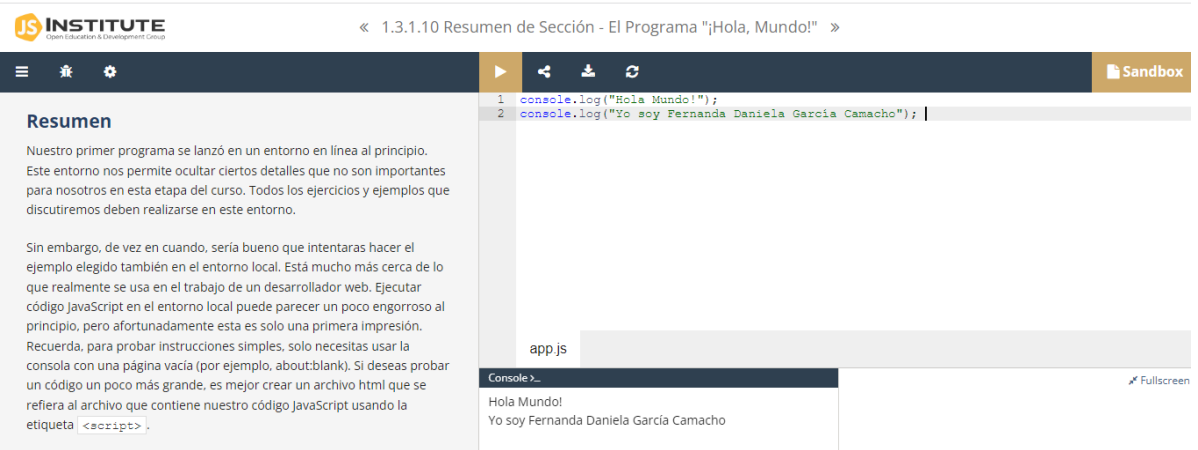 JS INSTITUTE
Open Education & Development Group
« 1.3.1.10 Resumen de Sección - El Programa "¡Hola, Mundo!" »
Sandbox
Resumen
Nuestro primer programa se lanzó en un entorno en línea al principio.
Este entorno nos permite ocultar ciertos detalles que no son importantes
para nosotros en esta etapa del curso. Todos los ejercicios y ejemplos que
discutiremos deben realizarse en este entorno.
Sin embargo, de vez en cuando, sería bueno que intentaras hacer el
ejemplo elegido también en el entorno local. Está mucho más cerca de lo
que realmente se usa en el trabajo de un desarrollador web. Ejecutar
código JavaScript en el entorno local puede parecer un poco engorroso al
principio, pero afortunadamente esta es solo una primera impresión.
Recuerda, para probar instrucciones simples, solo necesitas usar la
consola con una página vacía (por ejemplo, about:blank). Si deseas probar
un código un poco más grande, es mejor crear un archivo html que se
refiera al archivo que contiene nuestro código JavaScript usando la
etiqueta <script> .
1 console.log("Hola Mundo!");
2 console.log("Yo soy Fernanda Daniela García Camacho");
app.js
Console >_
Fullscreen
Hola Mundo!
Yo soy Fernanda Daniela García Camacho